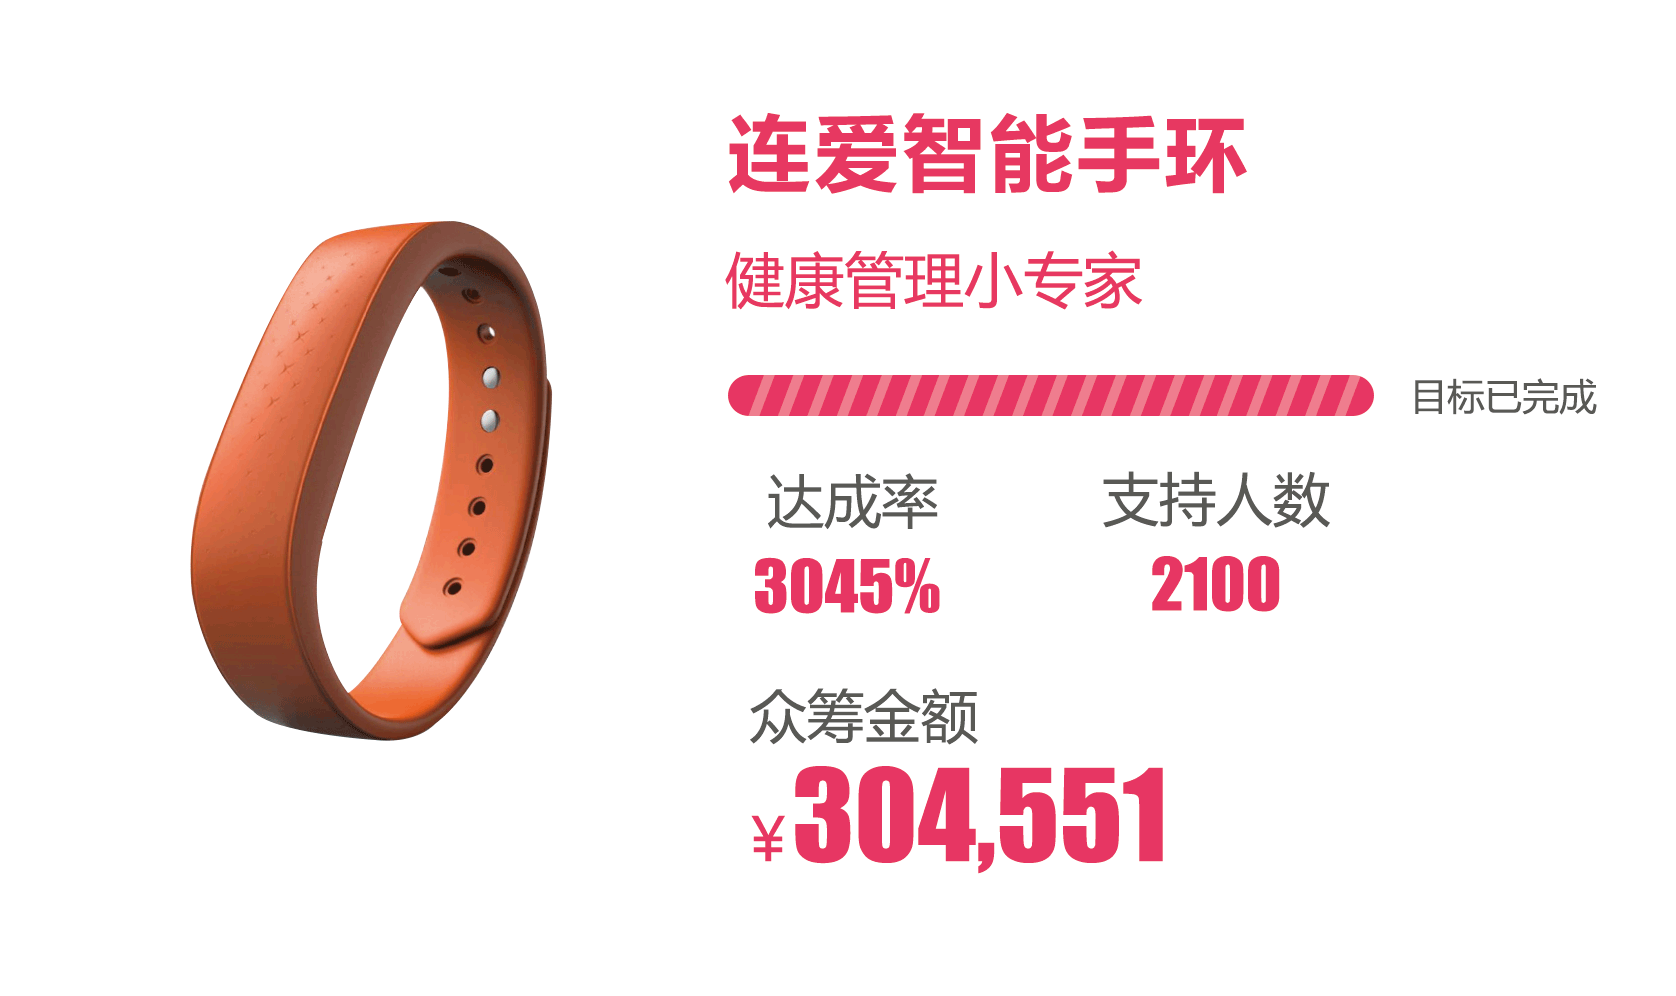 连爱智能手环
健康管理小专家
目标已完成
达成率 支持人数
3045% 2100
众筹金额
¥304,551